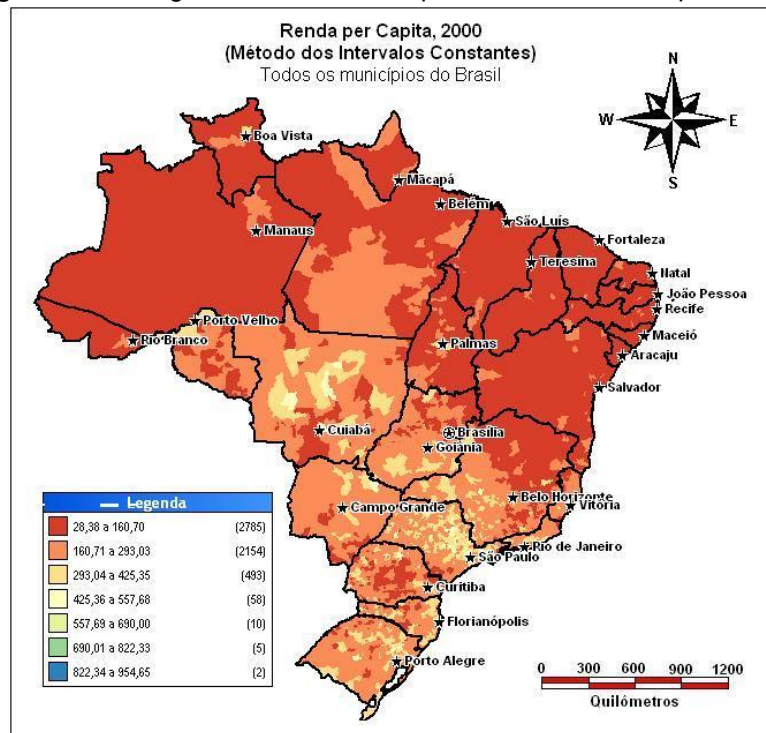 Renda per Capita, 2000
(Método dos Intervalos Constantes)
Todos os municípios do Brasil
N
W E
S
Boa Vista
Macapá
Belém
São Luís
Manaus
Fortaleza
Teresina
Natal
João Pessoa
Recife
Porto Velho
Maceió
Rio Branco
Palmas
Aracaju
Salvador
Cuiabá
Brasília
Goiânia
Belo Horizonte
Vitória
Campo Grande
Rio de Janeiro
São Paulo
Curitiba
Florianópolis
Porto Alegre
Legenda
28,38 a 160,70 (2785)
160,71 a 293,03 (2154)
293,04 a 425,35 (493)
425,36 a 557,68 (58)
557,69 a 690,00 (10)
690,01 a 822,33 (5)
822,34 a 954,65 (2)
0 300 600 900 1200
Quilómetros